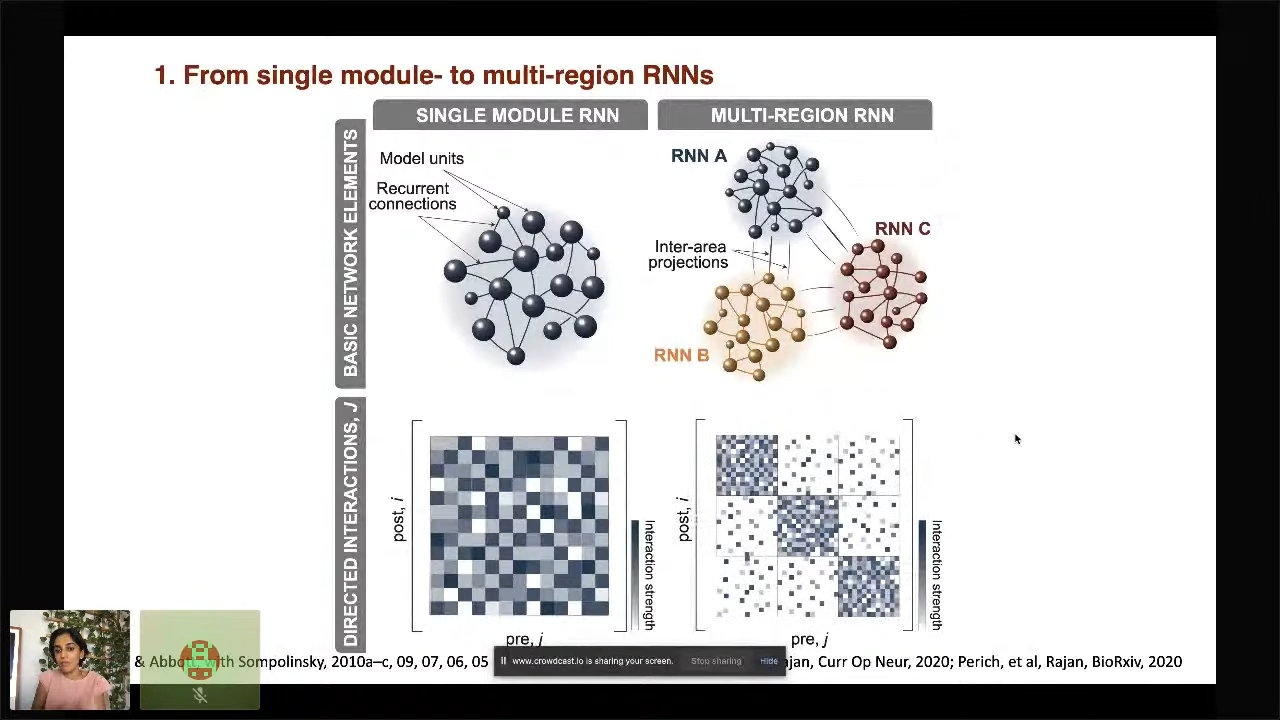 1. From single module- to multi-region RNNs
SINGLE MODULE RNN
MULTI-REGION RNN
BASIC NETWORK ELEMENTS
Model units
Recurrent
connections
RNN A
RNN C
Inter-area
projections
RNN B
DIRECTED INTERACTIONS, J
post, i
pre, j
Interaction strength
post, i
pre, j
Interaction strength
& Abbott, with Sompolinsky, 2010a–c, 09, 07, 06, 05
www.crowdcast.io is sharing your screen.
Stop sharing
Hide
Curr Op Neur, 2020; Perich, et al, Rajan, BioRxiv, 2020